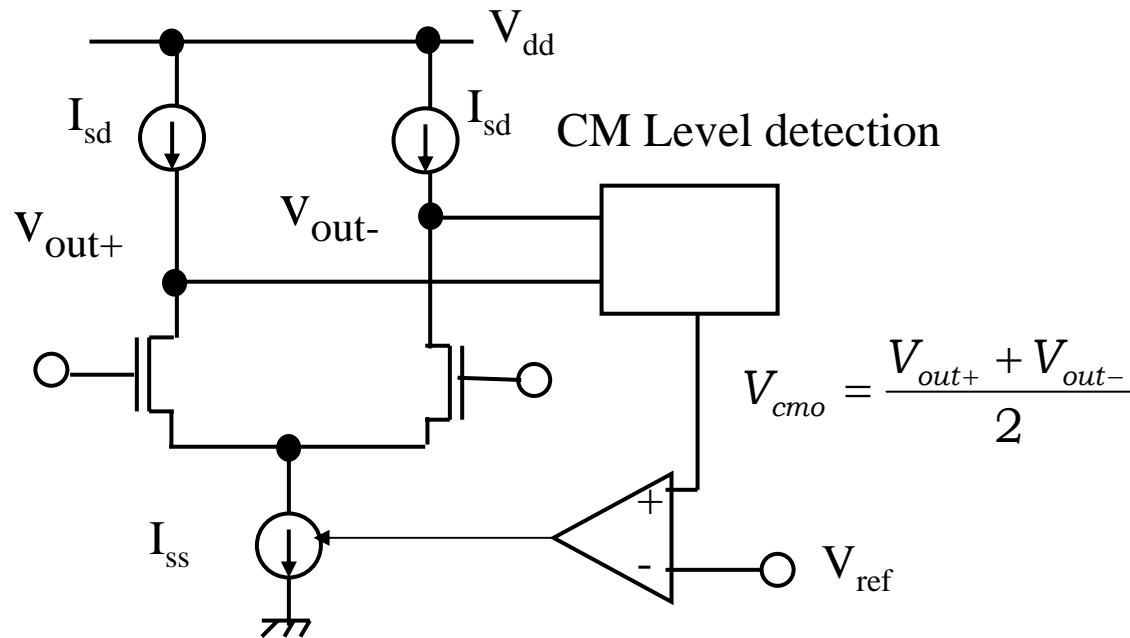 V_dd
I_sd
I_sd
CM Level detection
v_out+
v_out-
V_cmo = (V_out+ + V_out-) / 2
+
-
I_ss
V_ref